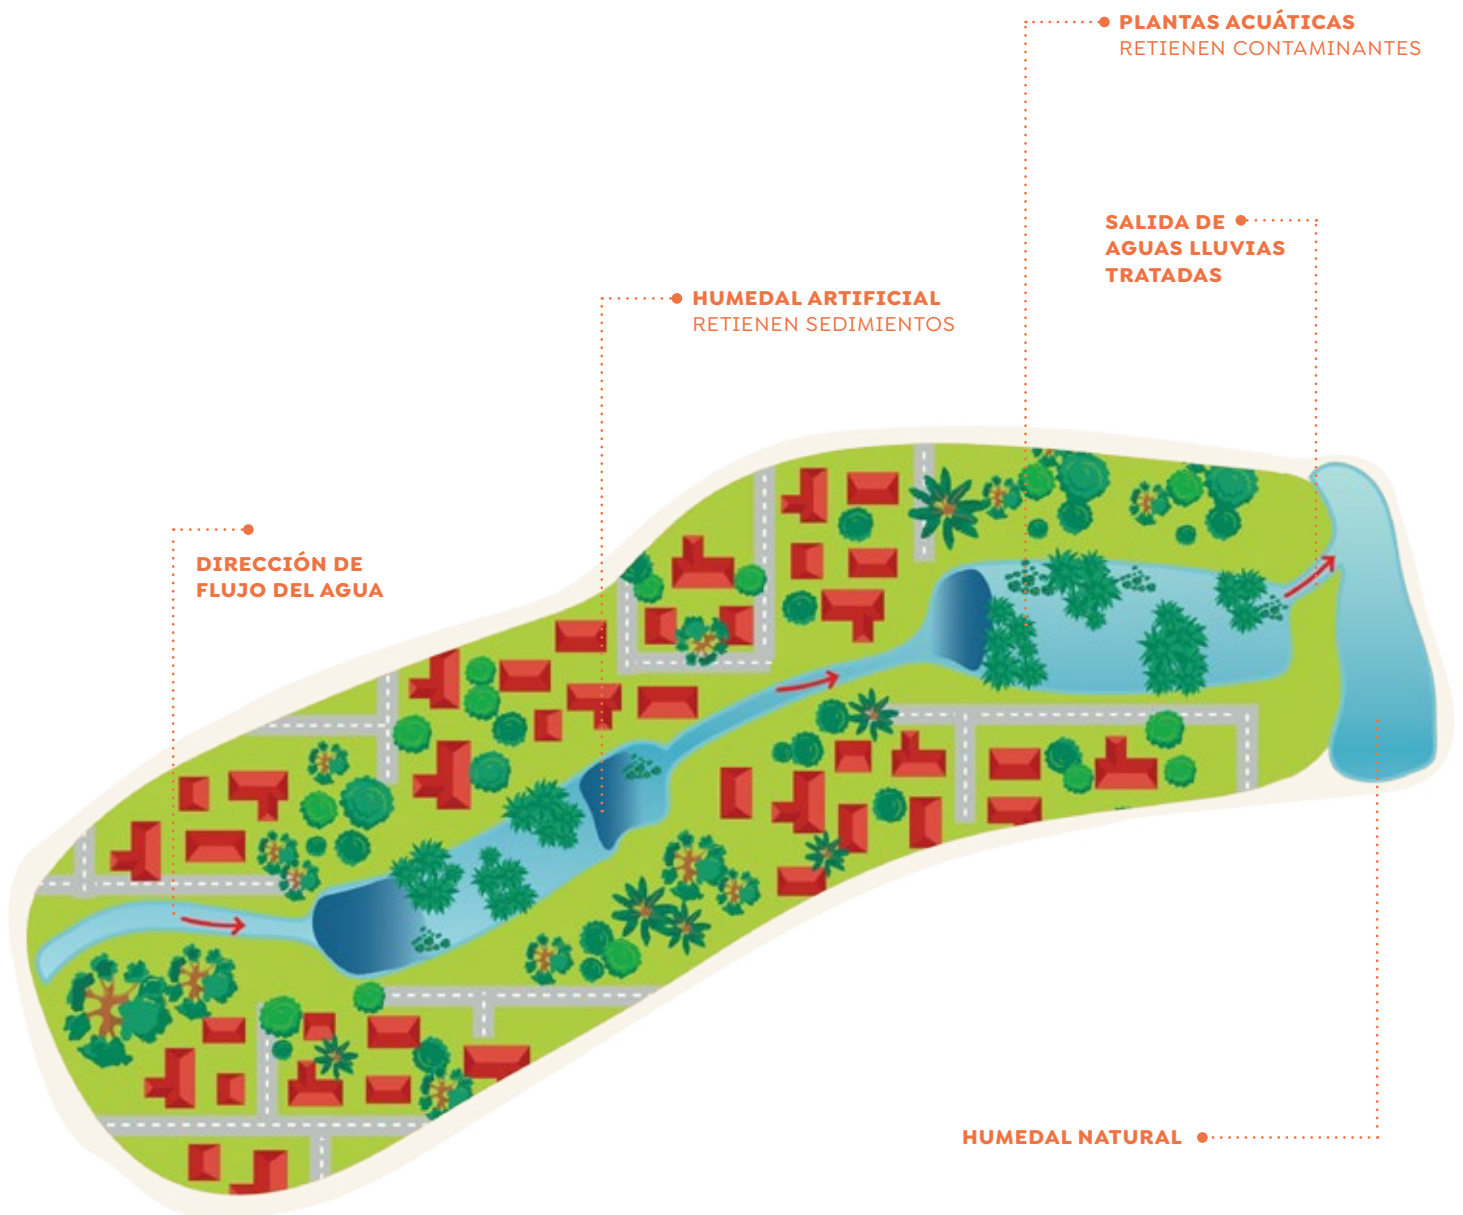 PLANTAS ACUÁTICAS
RETIENEN CONTAMINANTES
SALIDA DE
AGUAS LLUVIAS
TRATADAS
HUMEDAL ARTIFICIAL
RETIENEN SEDIMIENTOS
DIRECCIÓN DE
FLUJO DEL AGUA
HUMEDAL NATURAL